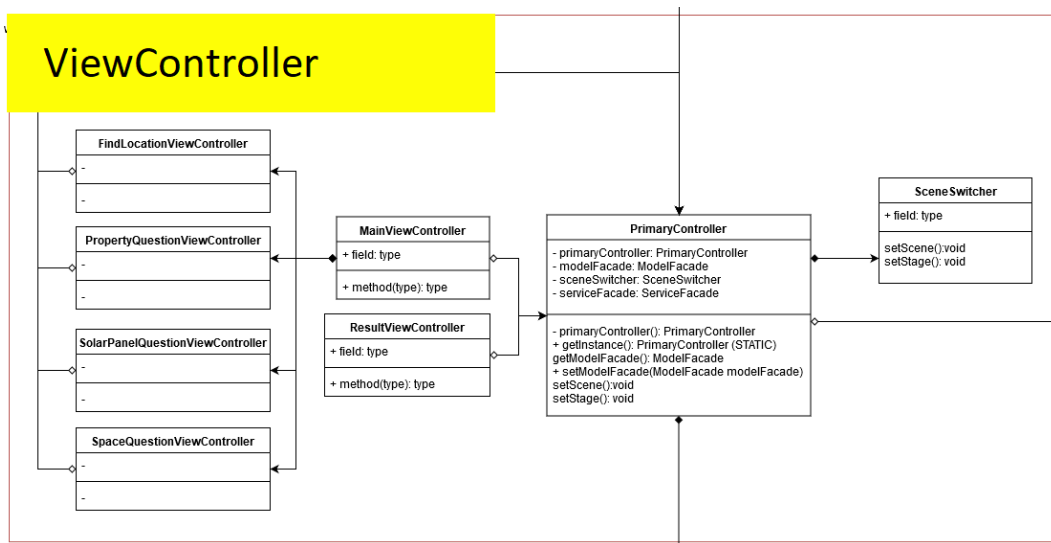 ViewController
FindLocationViewController
-
-
PropertyQuestionViewController
-
-
SolarPanelQuestionViewController
-
-
SpaceQuestionViewController
-
-
MainViewController
+ field: type
+ method(type): type
ResultViewController
+ field: type
+ method(type): type
PrimaryController
- primaryController: PrimaryController
- modelFacade: ModelFacade
- sceneSwitcher: SceneSwitcher
- serviceFacade: ServiceFacade
- primaryController(): PrimaryController
+ getInstance(): PrimaryController (STATIC)
getModelFacade(): ModelFacade
+ setModelFacade(ModelFacade modelFacade)
setScene():void
setStage(): void
SceneSwitcher
+ field: type
setScene():void
setStage(): void